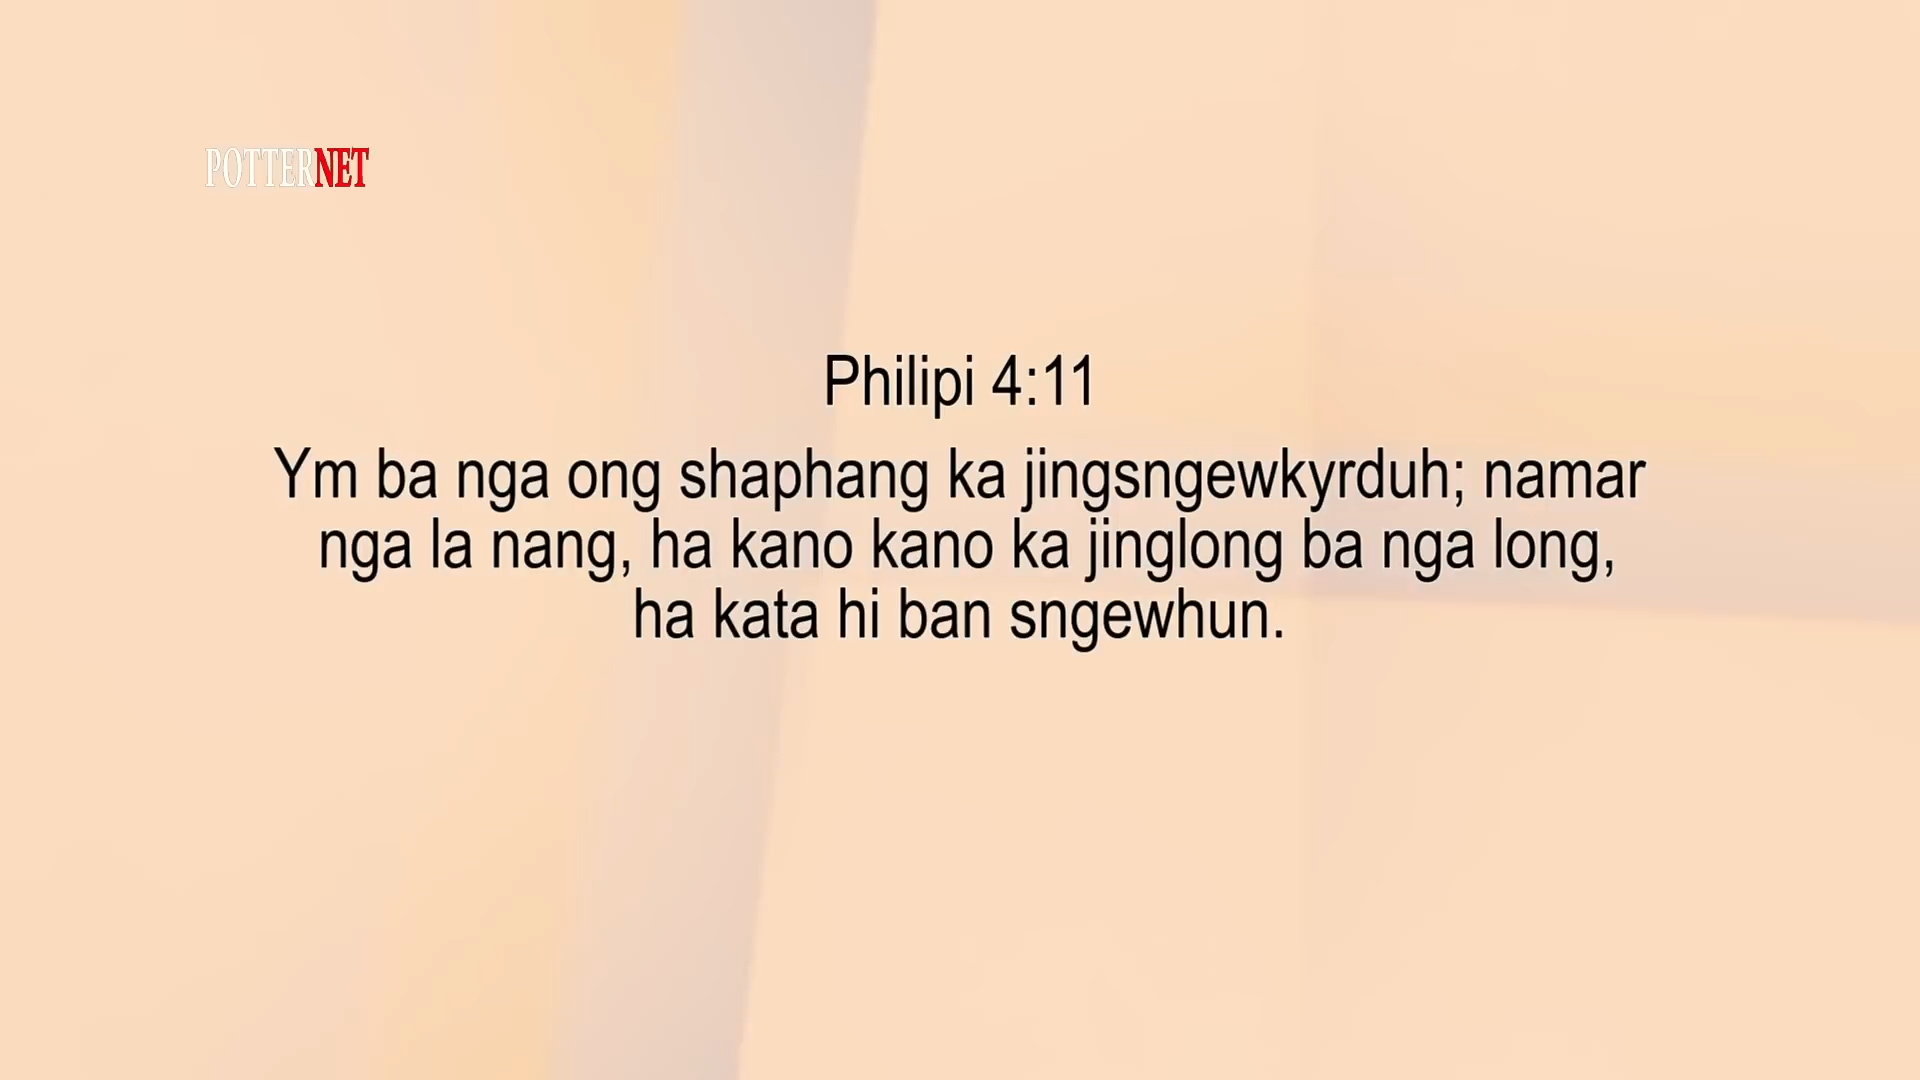 POTTERNET
Philipi 4:11
Ym ba nga ong shaphang ka jingsngewkyrduh; namar
nga la nang, ha kano kano ka jinglong ba nga long,
ha kata hi ban sngewhun.